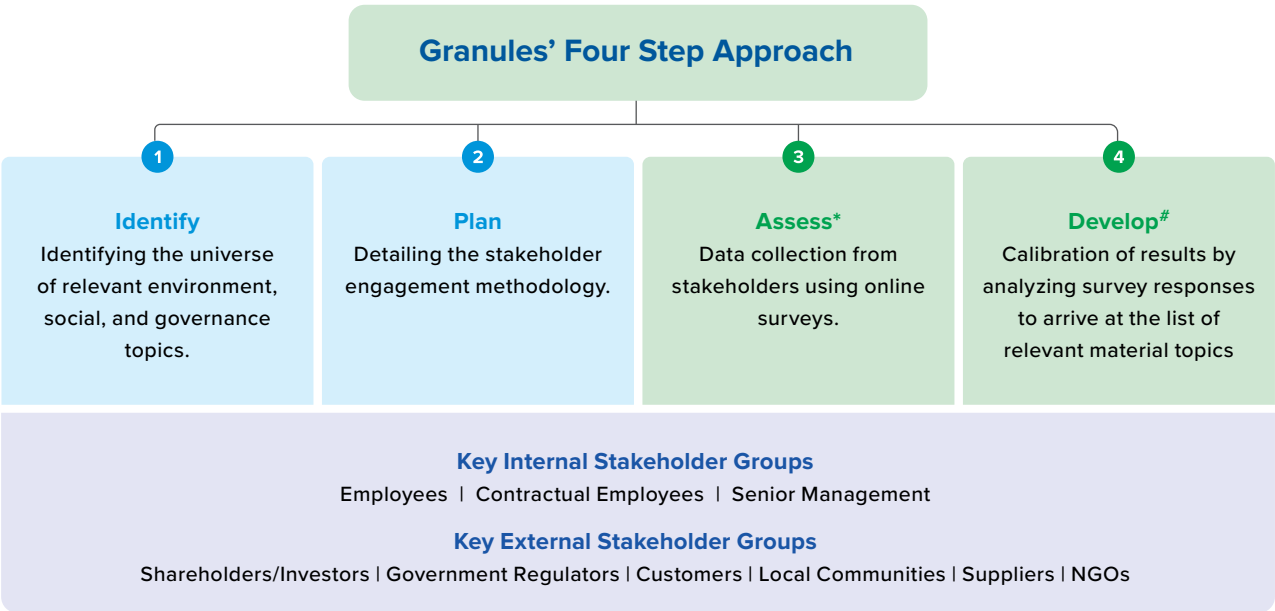 Granules’ Four Step Approach
1
Identify
Identifying the universe
of relevant environment,
social, and governance
topics.
2
Plan
Detailing the stakeholder
engagement methodology.
3
Assess*
Data collection from
stakeholders using online
surveys.
4
Develop#
Calibration of results by
analyzing survey responses
to arrive at the list of
relevant material topics
Key Internal Stakeholder Groups
Employees | Contractual Employees | Senior Management
Key External Stakeholder Groups
Shareholders/Investors | Government Regulators | Customers | Local Communities | Suppliers | NGOs